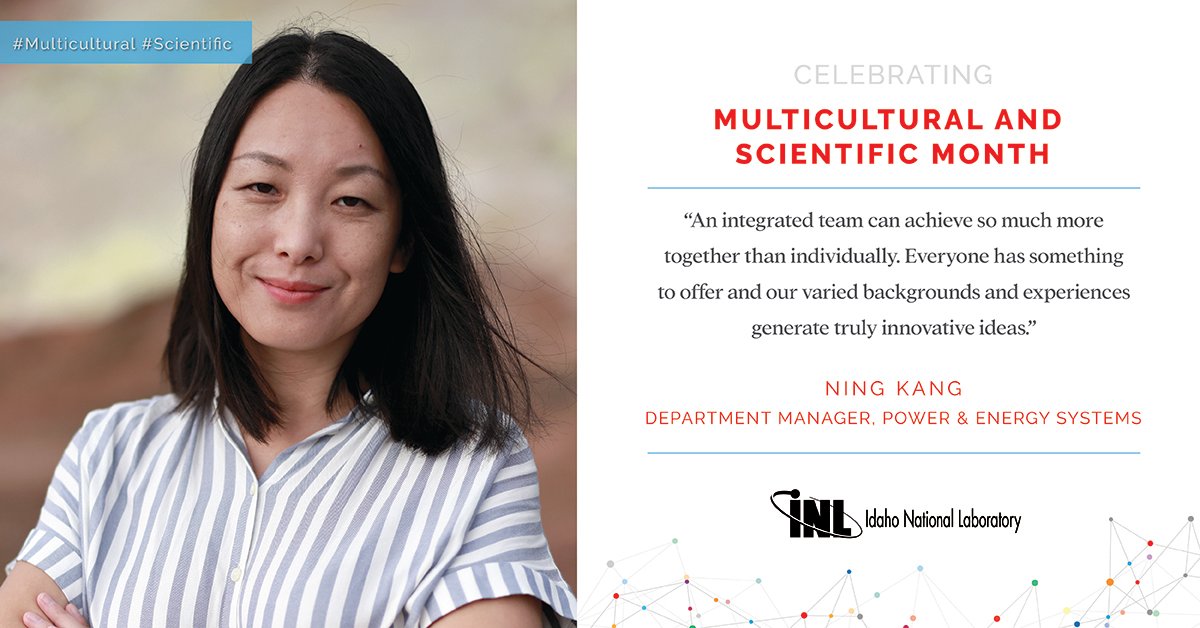 #Multicultural #Scientific
CELEBRATING
MULTICULTURAL AND
SCIENTIFIC MONTH
“An integrated team can achieve so much more
together than individually. Everyone has something
to offer and our varied backgrounds and experiences
generate truly innovative ideas.”
NING KANG
DEPARTMENT MANAGER, POWER & ENERGY SYSTEMS
INL Idaho National Laboratory